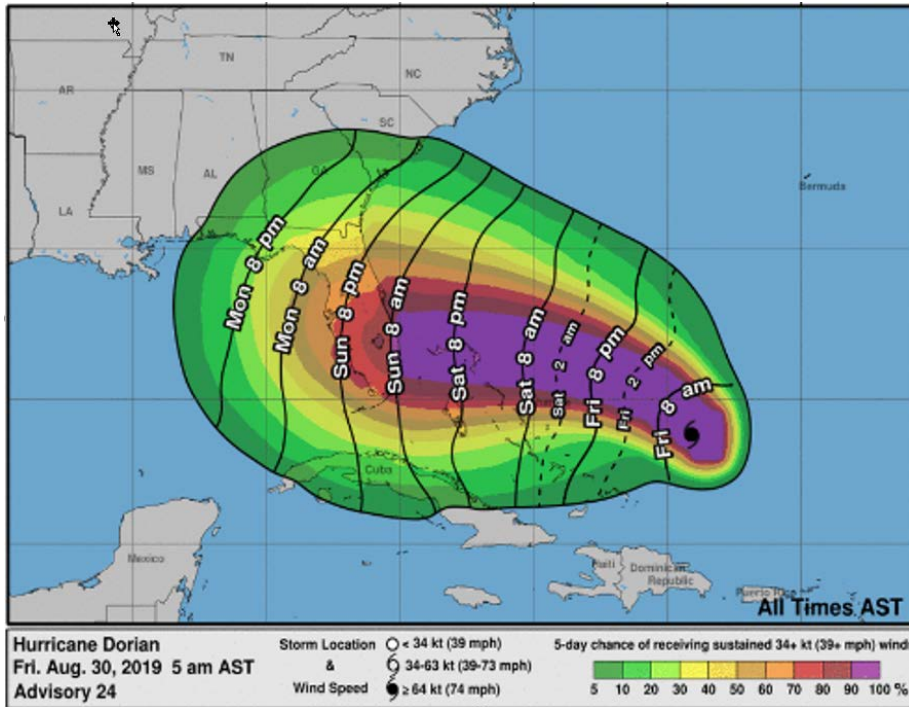 TN
NC
AR
SC
MS
AL
GA
LA
Bermuda
Mon 8 pm
Mon 8 am
Sun 8 pm
Sun 8 am
Sat 8 pm
Sat 8 am
Sat 2 am
Fri 8 pm
Fri 2 pm
Fri 8 am
Cuba
Mexico
Haiti
Dominican
Republic
Puerto Rico
All Times AST
Hurricane Dorian
Fri. Aug. 30, 2019 5 am AST
Advisory 24
Storm Location
&
Wind Speed
< 34 kt (39 mph)
34-63 kt (39-73 mph)
≥ 64 kt (74 mph)
5-day chance of receiving sustained 34+ kt (39+ mph) wind
5 10 20 30 40 50 60 70 80 90 100 %